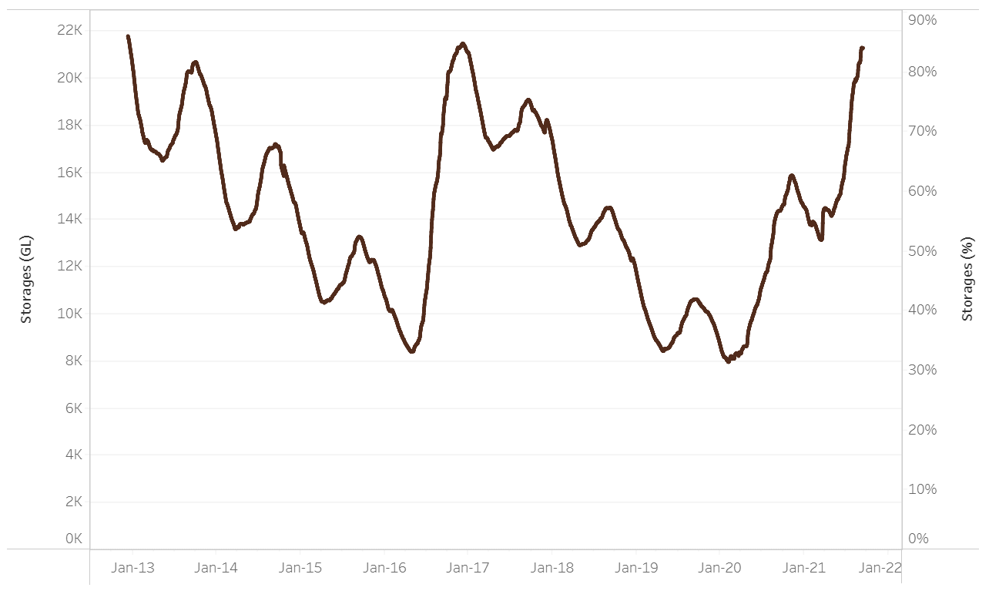 22K
20K
18K
16K
14K
12K
10K
8K
6K
4K
2K
0K
Storages (GL)
90%
80%
70%
60%
50%
40%
30%
20%
10%
0%
Storages (%)
Jan-13 Jan-14 Jan-15 Jan-16 Jan-17 Jan-18 Jan-19 Jan-20 Jan-21 Jan-22